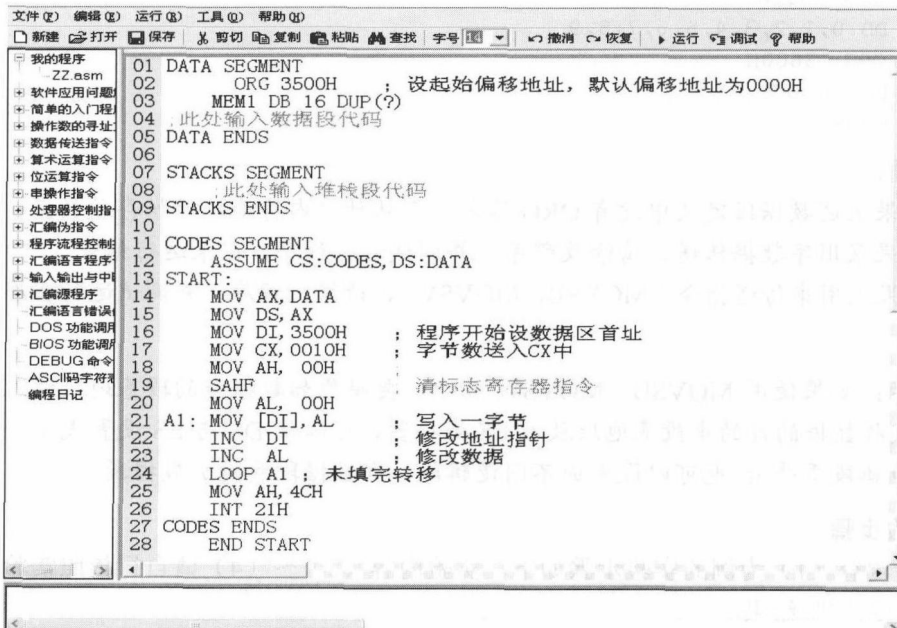 文件(F) 编辑(E) 运行(R) 工具(Q) 帮助(H)
新建 打开 保存 剪切 复制 粘贴 查找 字号 撤消 恢复 运行 调试 帮助
我的程序
ZZ.asm
软件应用问题
简单的入门程
操作数的寻址
数据传送指令
算术运算指令
位运算指令
串操作指令
处理器控制指
汇编伪指令
程序流程控制
汇编语言程序
输入输出与中
汇编源程序
汇编语言错误
DOS 功能调用
BIOS 功能调
DEBUG 命令
ASCII码字符
编程日记
01 DATA SEGMENT
02 ORG 3500H ; 设起始偏移地址，默认偏移地址为0000H
03 MEM1 DB 16 DUP(?)
04 ;此处输入数据段代码
05 DATA ENDS
06
07 STACKS SEGMENT
08 ;此处输入堆栈段代码
09 STACKS ENDS
10
11 CODES SEGMENT
12 ASSUME CS:CODES,DS:DATA
13 START:
14 MOV AX,DATA
15 MOV DS,AX
16 MOV DI,3500H ; 程序开始设数据区首址
17 MOV CX,0010H ; 字节数送入CX中
18 MOV AH, 00H ;
19 SAHF ; 清标志寄存器指令
20 MOV AL, 00H
21 A1: MOV [DI],AL ; 写入一字节
22 INC DI ; 修改地址指针
23 INC AL ; 修改数据
24 LOOP A1 ; 未填完转移
25 MOV AH,4CH
26 INT 21H
27 CODES ENDS
28 END START